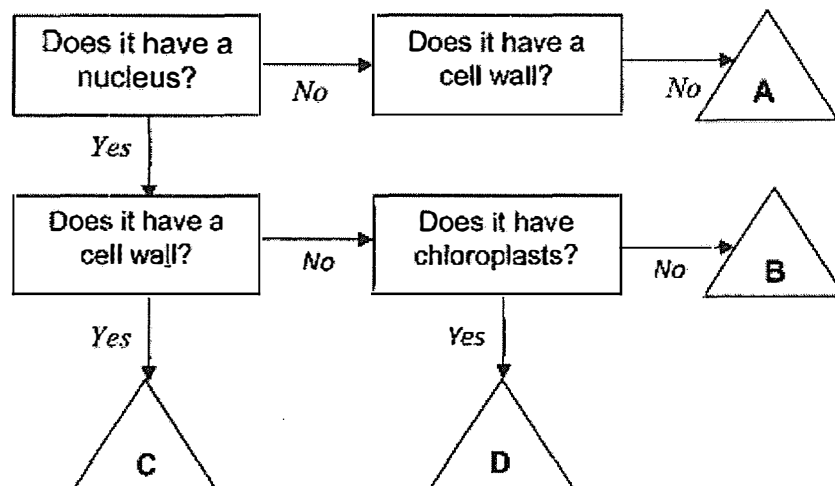 Does it have a
nucleus?
No
Does it have a
cell wall?
No
A
Yes
Does it have a
cell wall?
No
Does it have
chloroplasts?
No
B
Yes
Yes
C
D